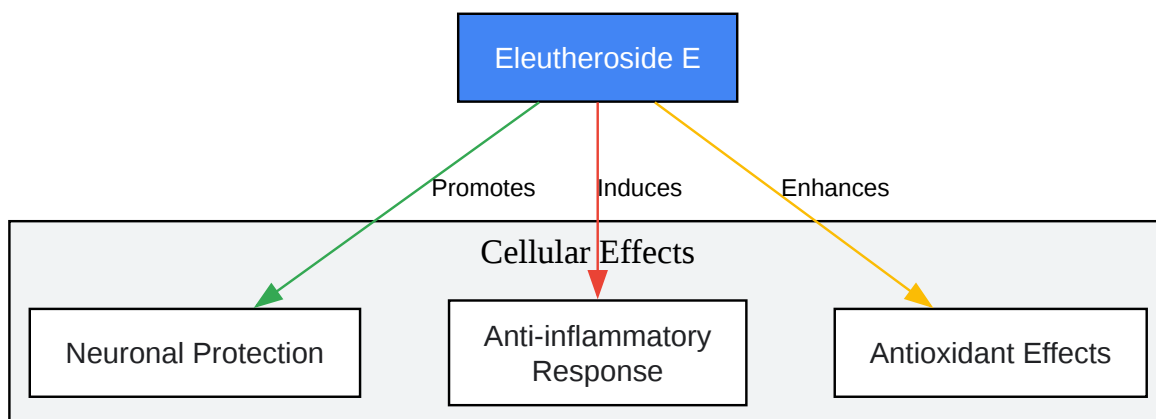 Eleutheroside E
Promotes
Induces
Enhances
Cellular Effects
Neuronal Protection
Anti-inflammatory
Response
Antioxidant Effects